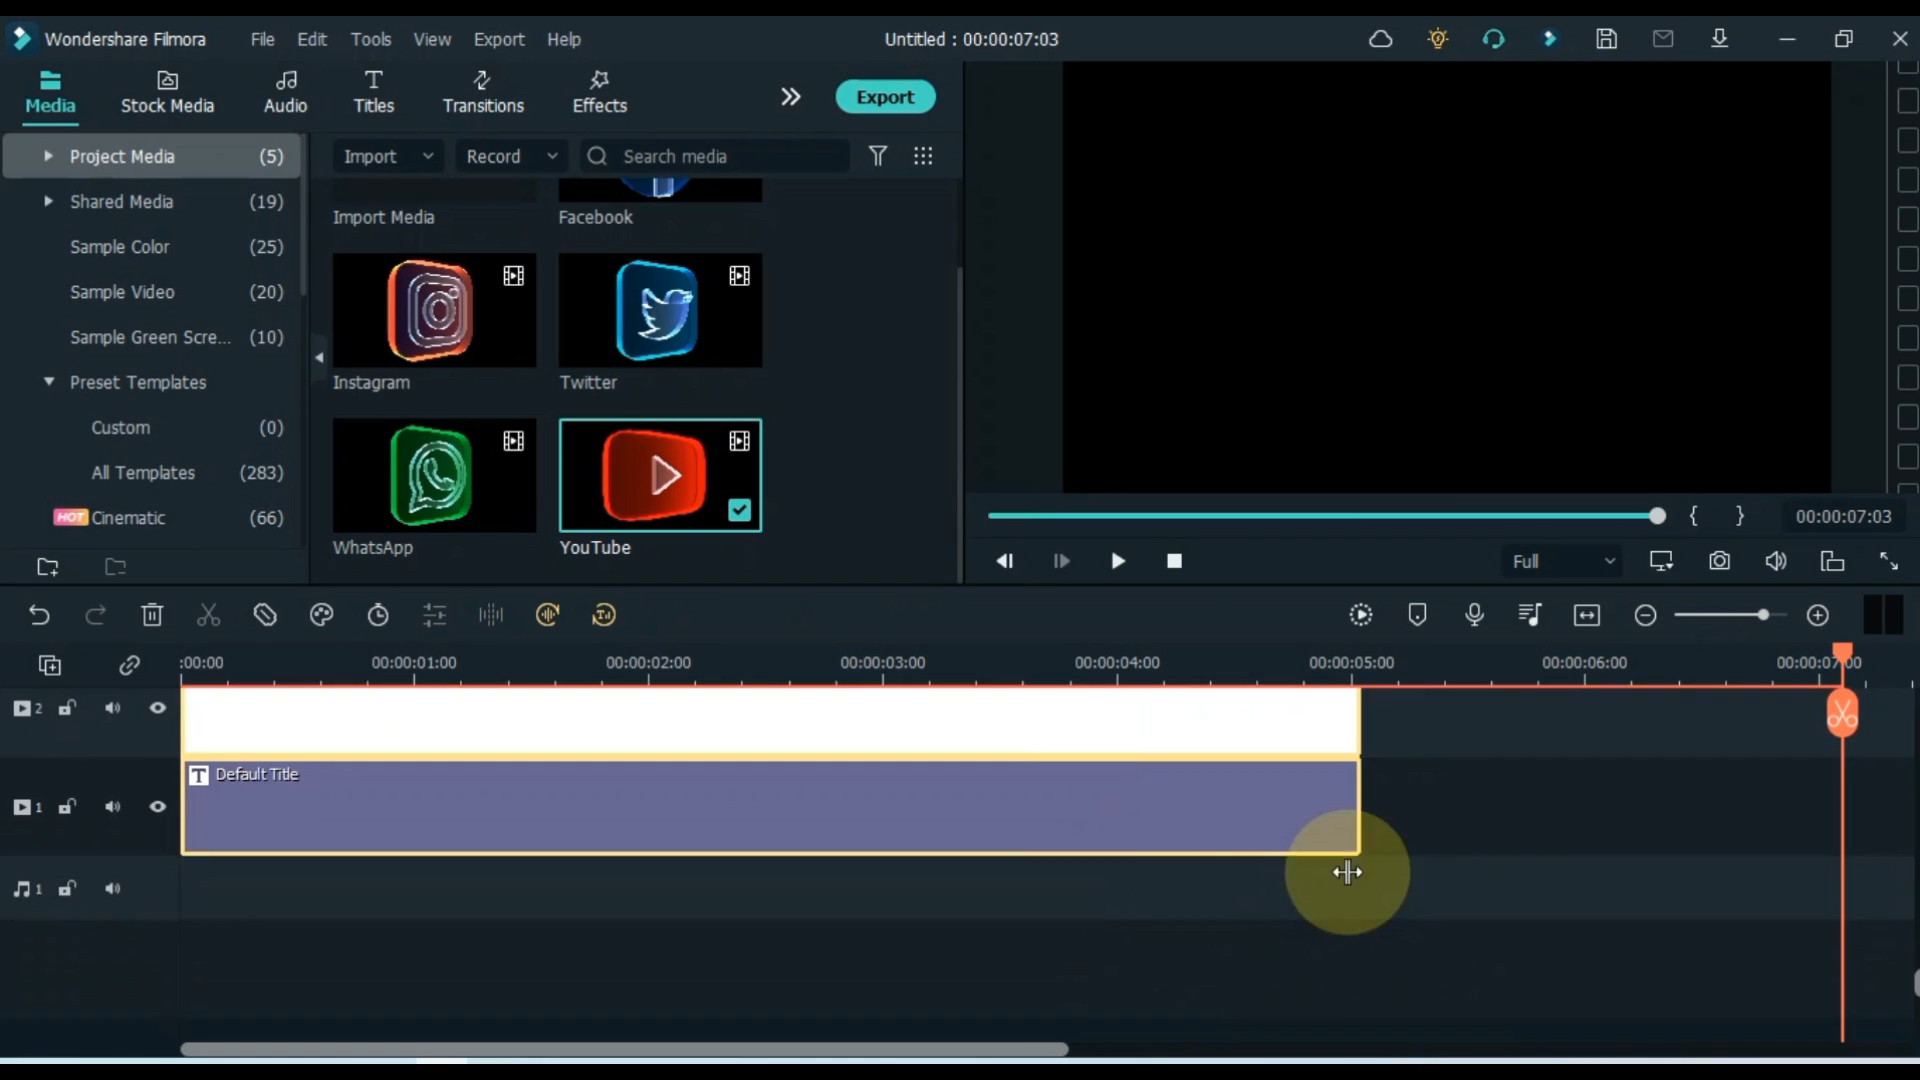 Wondershare Filmora File Edit Tools View Export Help Untitled : 00:00:07:03
Media Stock Media Audio Titles Transitions Effects Export
Project Media (5)
Import Record Search media
Shared Media (19)
Import Media Facebook
Sample Color (25)
Sample Video (20)
Sample Green Scre... (10)
Instagram Twitter
Preset Templates
Custom (0)
All Templates (283)
HOT Cinematic (66)
WhatsApp YouTube
{ } 00:00:07:03
Full
:00:00 00:00:01:00 00:00:02:00 00:00:03:00 00:00:04:00 00:00:05:00 00:00:06:00 00:00:07:00
2
T Default Title
1
1